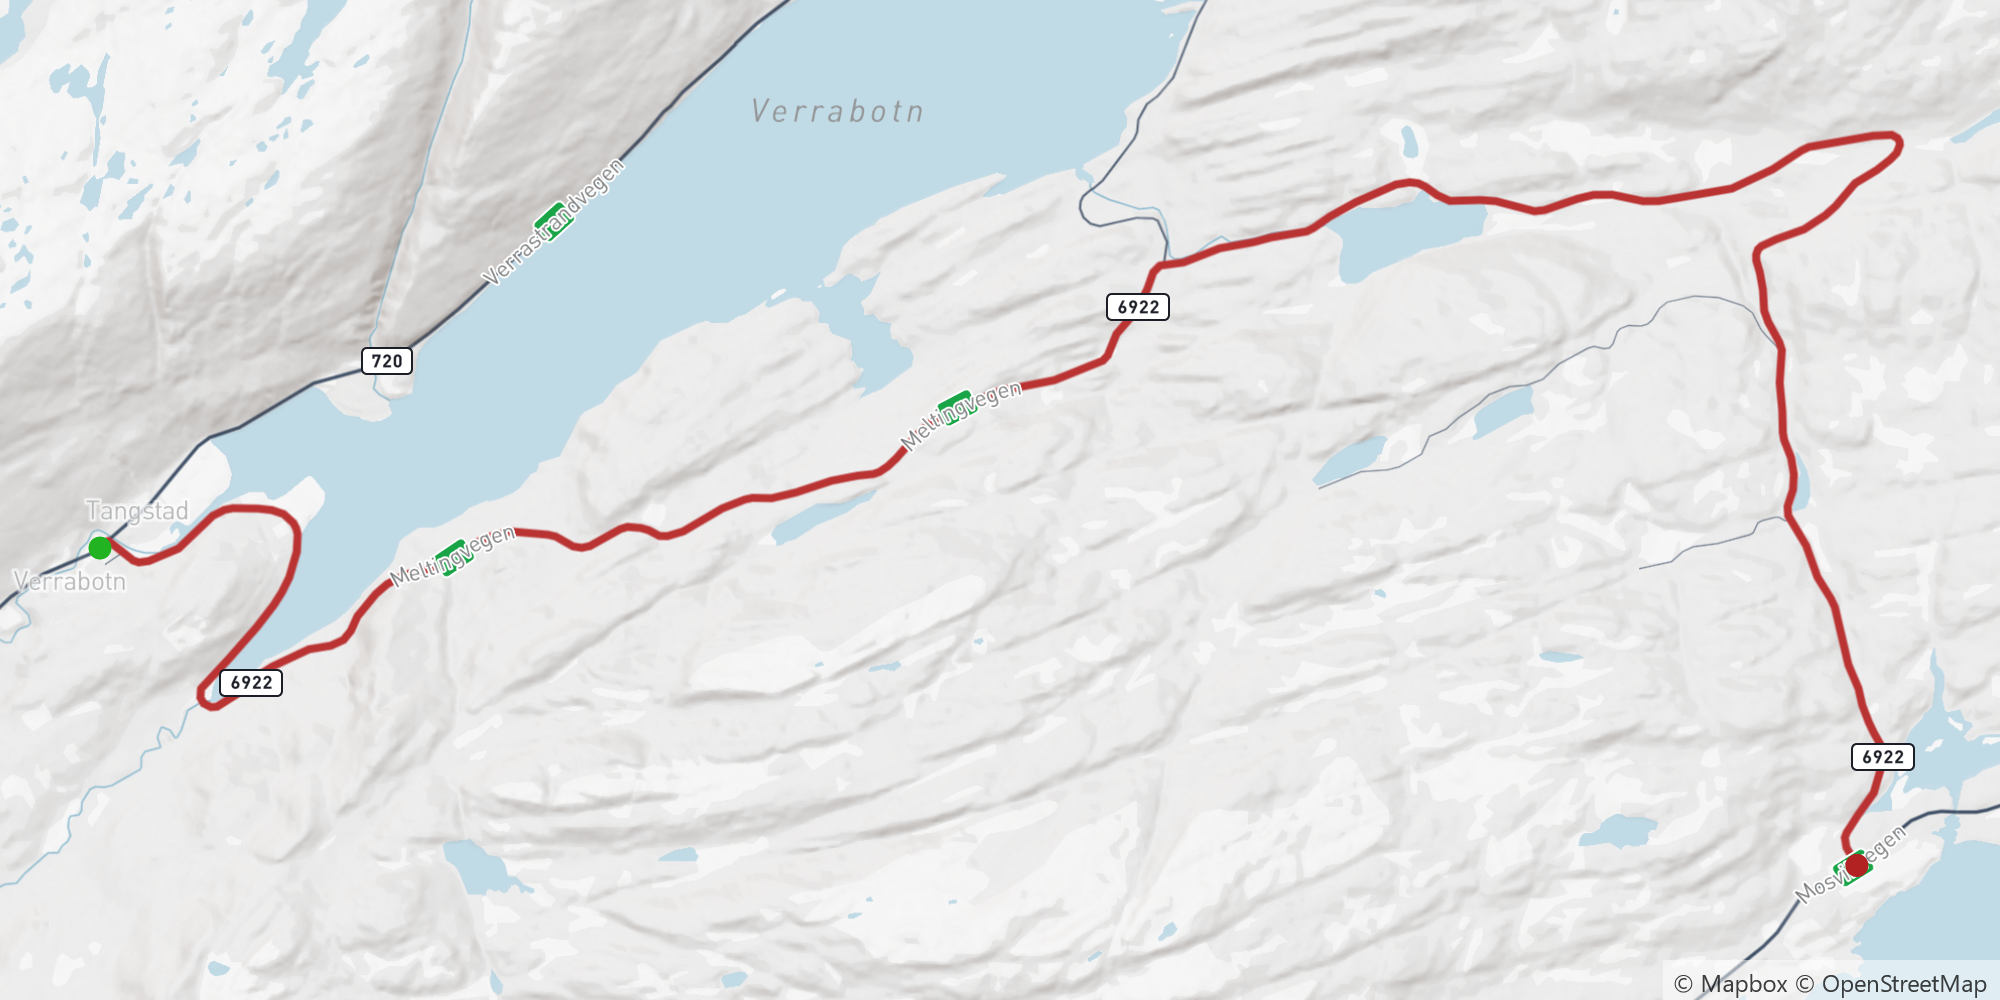 Verrabotn
Verrastrandvegen
6922
720
Meltingvegen
Tangstad
Meltingvegen
Verrabotn
6922
6922
© Mapbox © OpenStreetMap